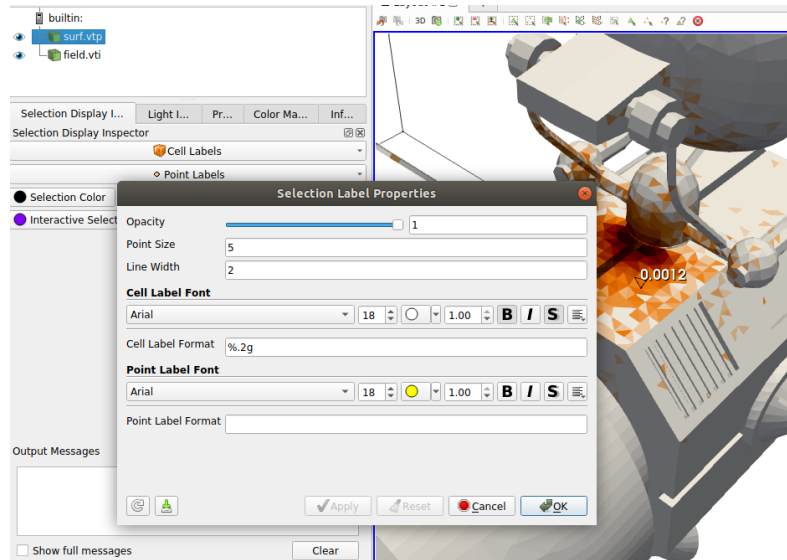 builtin:
surf.vtp
field.vti
3D
Selection Display I...
Light I...
Pr...
Color Ma...
Inf...
Selection Display Inspector
Cell Labels
Point Labels
Selection Color
Interactive Select
Selection Label Properties
Opacity
1
Point Size
5
Line Width
2
Cell Label Font
Arial
18
1.00
B I S
Cell Label Format
%.2g
Point Label Font
Arial
18
1.00
B I S
Point Label Format
Apply
Reset
Cancel
OK
0.0012
Output Messages
Show full messages
Clear